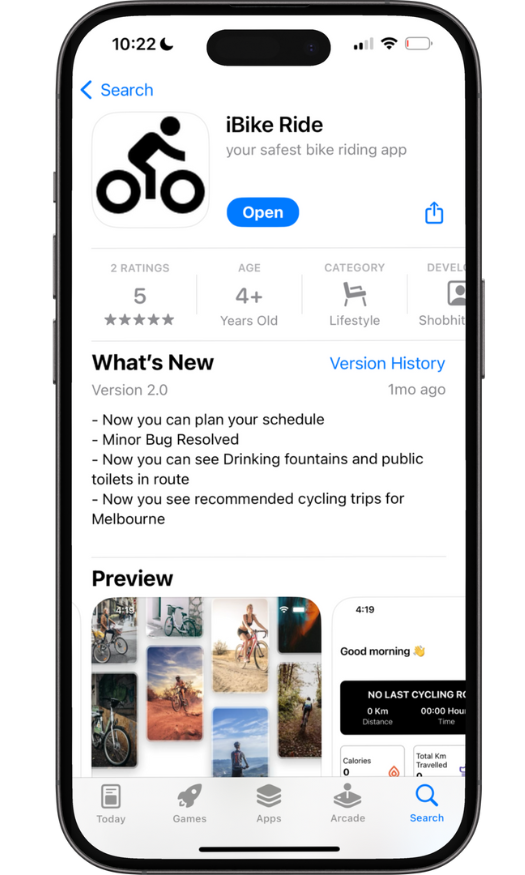 10:22
Search
iBike Ride
your safest bike riding app
Open
2 RATINGS
AGE
CATEGORY
5
4+
Years Old
Lifestyle
Shobhit
What's New
Version History
Version 2.0
1mo ago
- Now you can plan your schedule
- Minor Bug Resolved
- Now you can see Drinking fountains and public
toilets in route
- Now you see recommended cycling trips for
Melbourne
Preview
4:19
4:19
Good morning 👋
NO LAST CYCLING
0 Km
00:00
Distance
Time
Calories
0
Total Km
Travelled
0
Today
Games
Apps
Arcade
Search